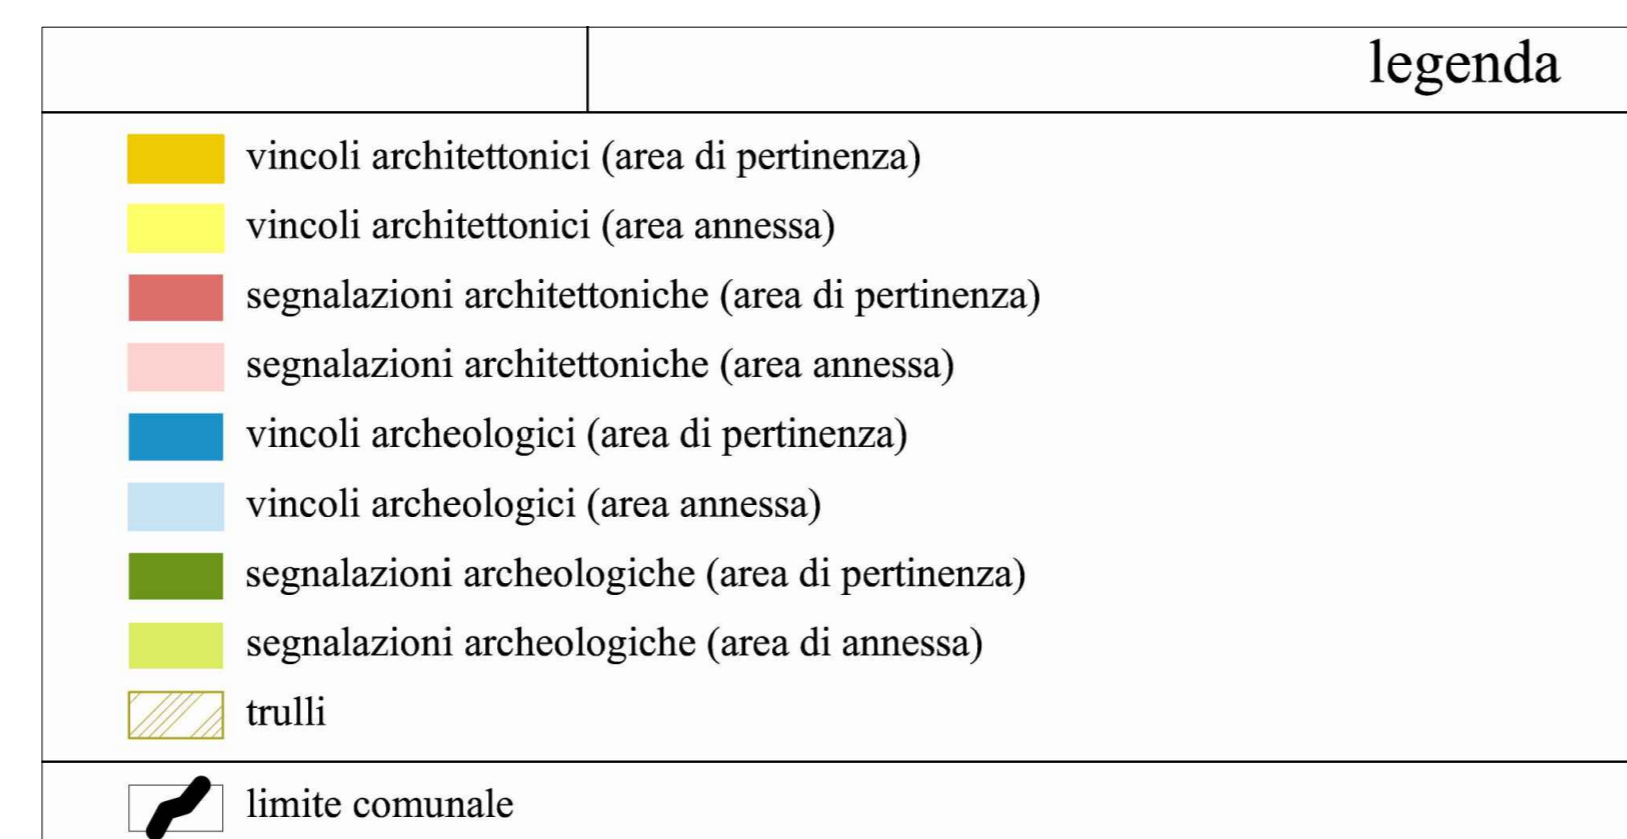 legenda
vincoli architettonici (area di pertinenza)
vincoli architettonici (area annessa)
segnalazioni architettoniche (area di pertinenza)
segnalazioni architettoniche (area annessa)
vincoli archeologici (area di pertinenza)
vincoli archeologici (area annessa)
segnalazioni archeologiche (area di pertinenza)
segnalazioni archeologiche (area di annessa)
trulli
limite comunale